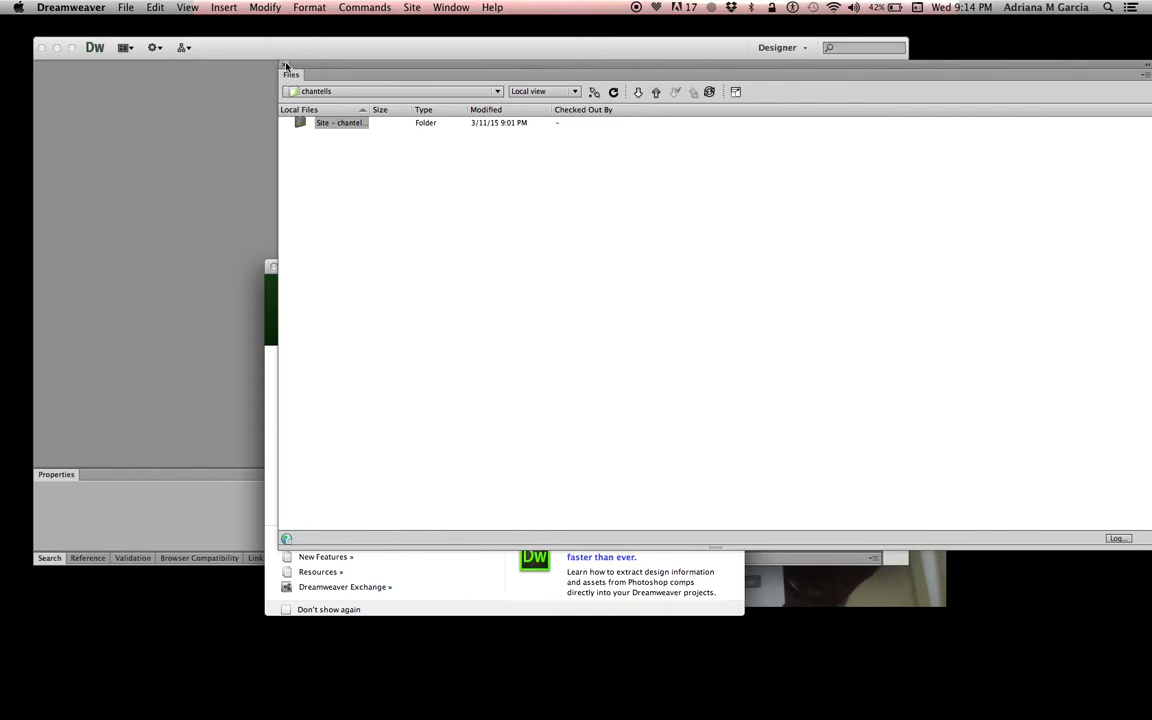 Dreamweaver File Edit View Insert Modify Format Commands Site Window Help 17 42% Wed 9:14 PM Adriana M Garcia
Dw Designer
Files
chantells Local view
Local Files Size Type Modified Checked Out By
Site - chantel... Folder 3/11/15 9:01 PM -
Properties
Log...
Search Reference Validation Browser Compatibility Link
New Features »
Resources »
Dreamweaver Exchange »
Don't show again
Dw
faster than ever.
Learn how to extract design information
and assets from Photoshop comps
directly into your Dreamweaver projects.